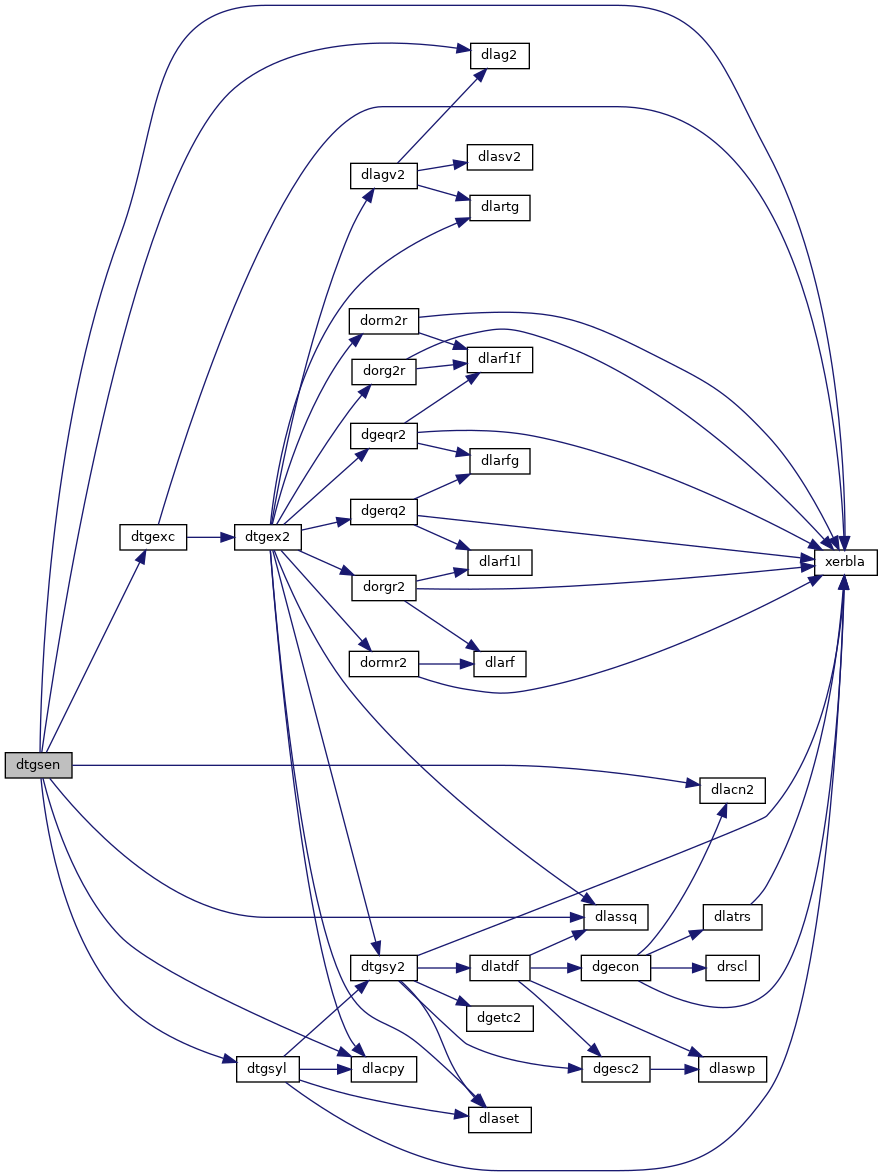 dlag2
dlasv2
dlagv2
dlartg
dorm2r
dlarf1f
dorg2r
dgeqr2
dlarfg
dgerq2
dtgexc
dtgex2
dlarf1l
xerbla
dorgr2
dormr2
dlarf
dtgsen
dlacn2
dlassq
dlatrs
dtgsy2
dlatdf
dgecon
drscl
dgetc2
dtgsyl
dlacpy
dgesc2
dlaswp
dlaset